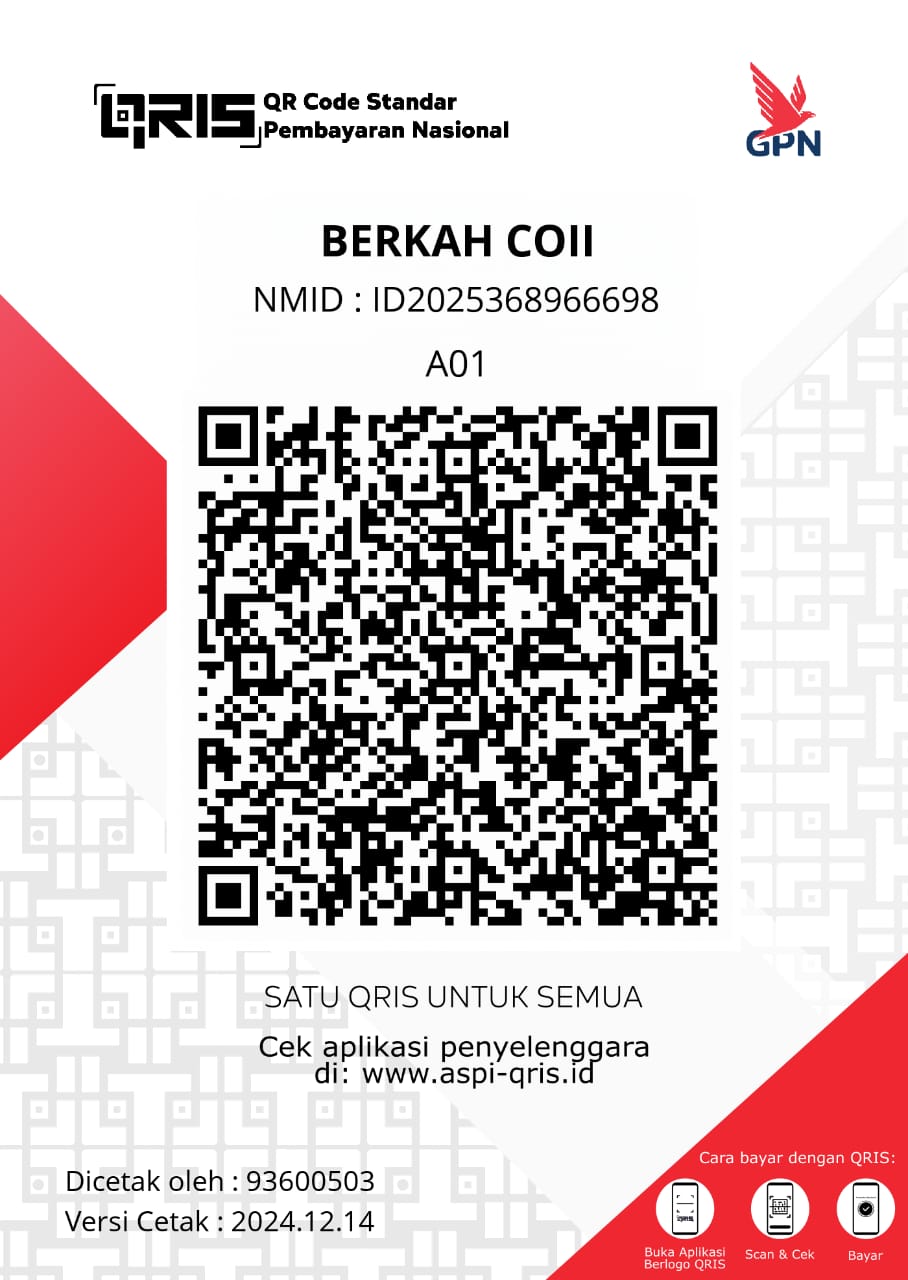 QRIS QR Code Standar
Pembayaran Nasional
GPN
BERKAH COII
NMID : ID2025368966698
A01
SATU QRIS UNTUK SEMUA
Cek aplikasi penyelenggara
di: www.aspi-qris.id
Dicetak oleh : 93600503
Versi Cetak : 2024.12.14
Cara bayar dengan QRIS:
Buka Aplikasi
Berlogo QRIS
Scan & Cek
Bayar